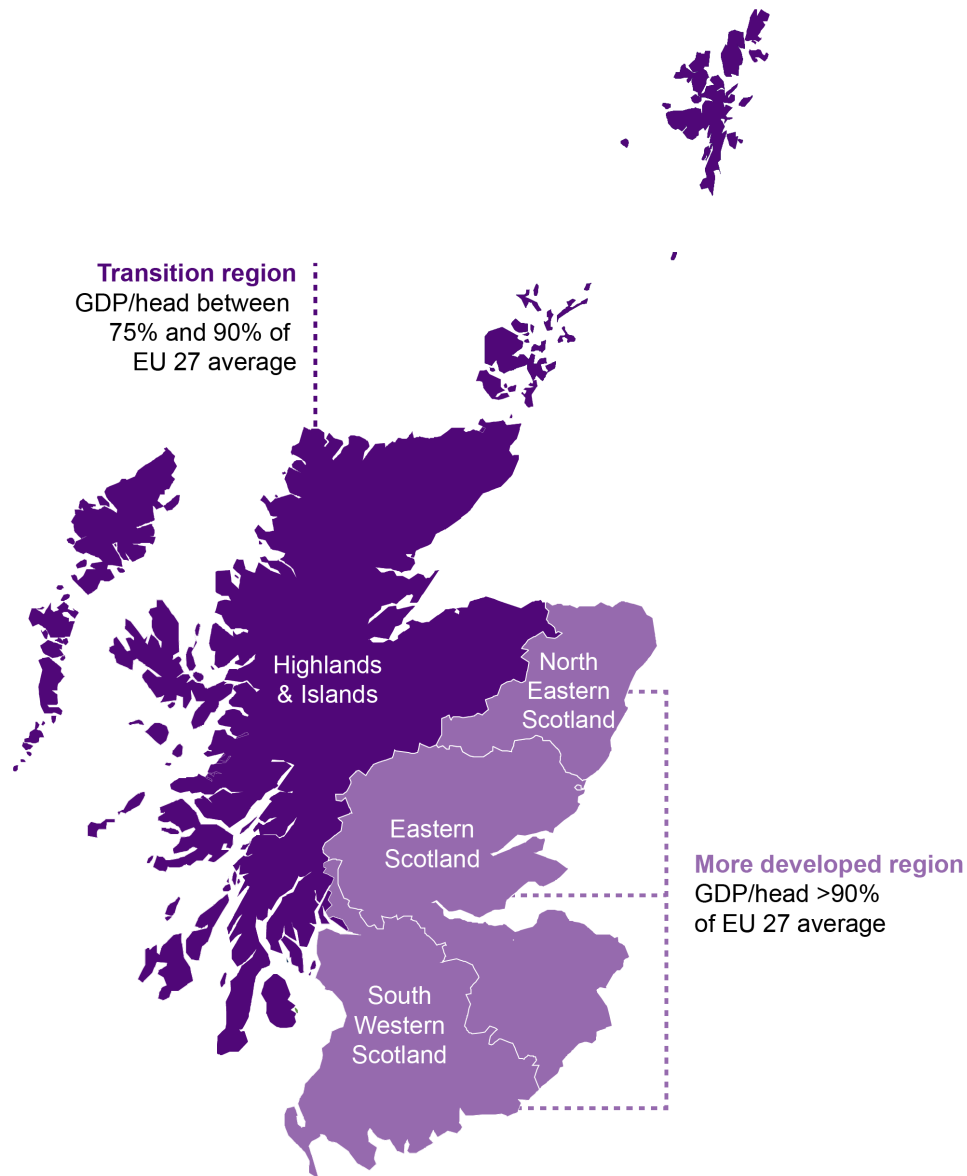 Transition region
GDP/head between
75% and 90% of
EU 27 average
Highlands
& Islands
North
Eastern
Scotland
Eastern
Scotland
More developed region
GDP/head >90%
of EU 27 average
South
Western
Scotland